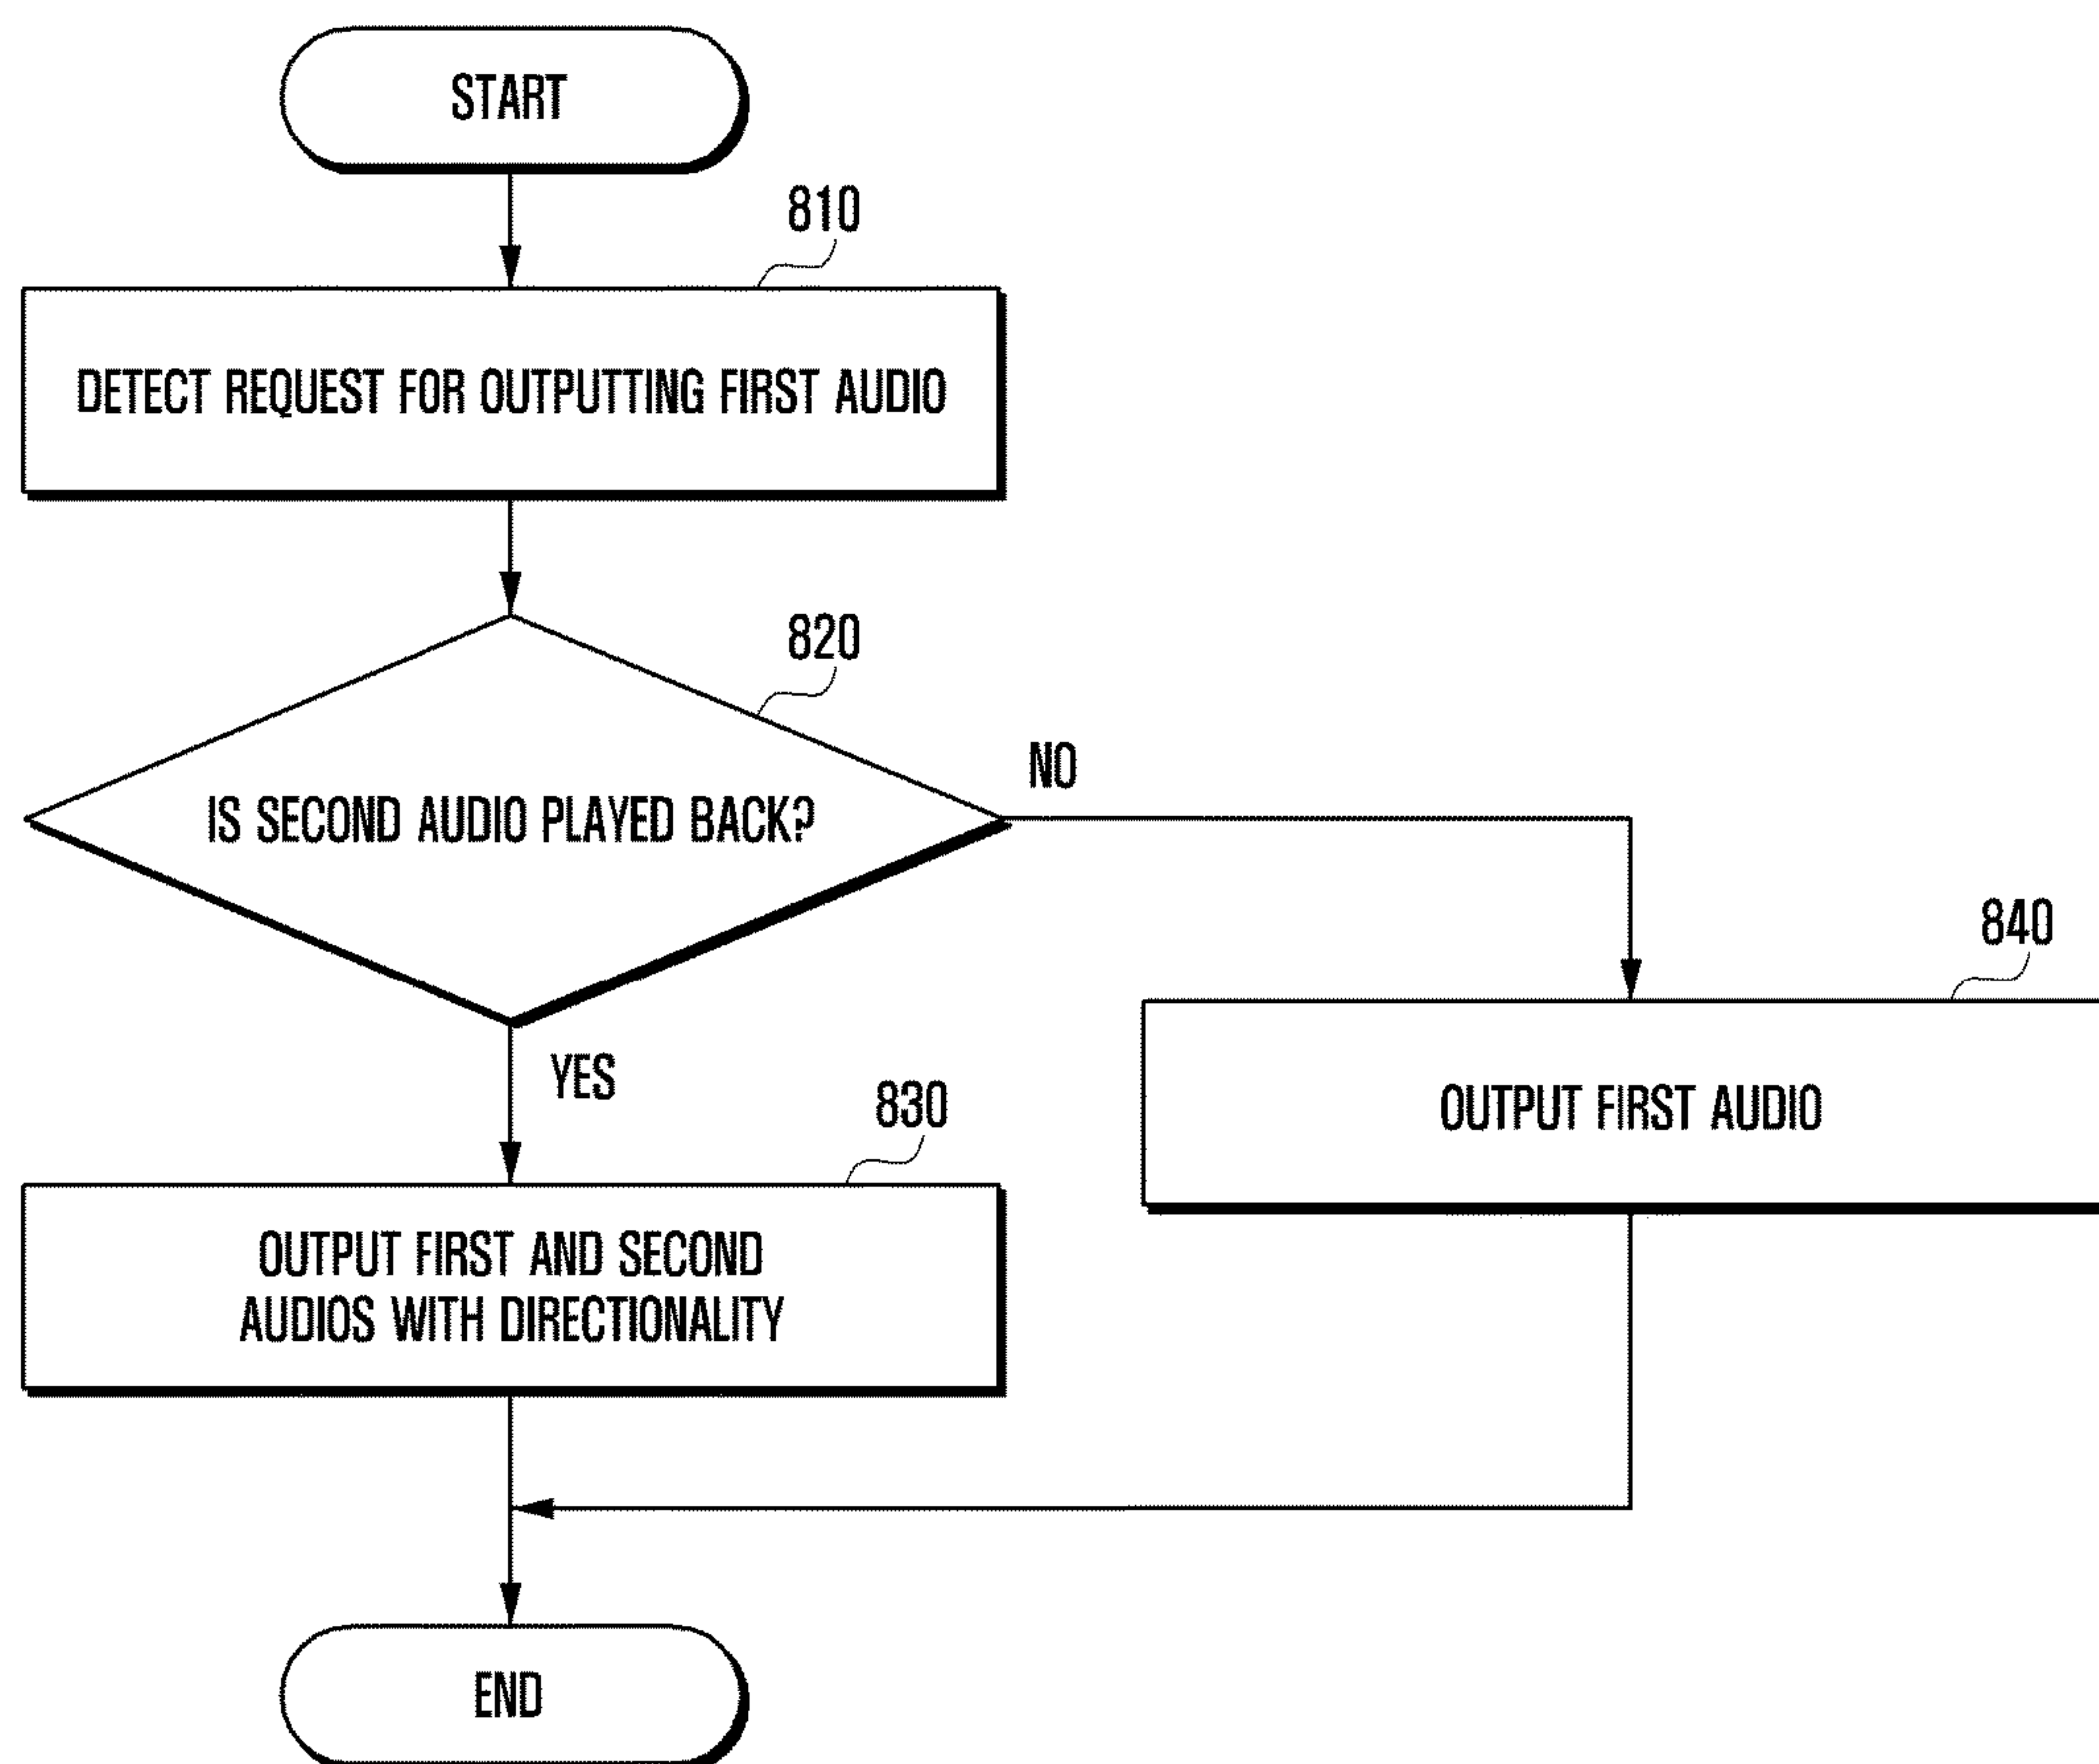 START
810
DETECT REQUEST FOR OUTPUTTING FIRST AUDIO
820
IS SECOND AUDIO PLAYED BACK?
NO
840
OUTPUT FIRST AUDIO
YES
830
OUTPUT FIRST AND SECOND
AUDIOS WITH DIRECTIONALITY
END